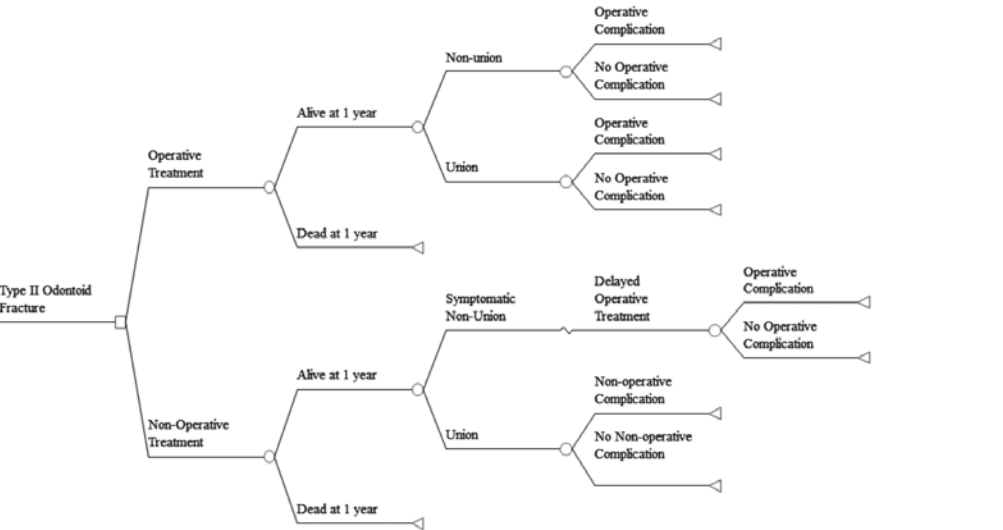 Operative
Complication
Non-union
No Operative
Complication
Alive at 1 year
Operative
Complication
Operative
Treatment
Union
No Operative
Complication
Dead at 1 year
Type II Odontoid
Fracture
Symptomatic
Non-Union
Delayed
Operative
Treatment
Operative
Complication
No Operative
Complication
Alive at 1 year
Non-operative
Complication
Non-Operative
Treatment
Union
No Non-operative
Complication
Dead at 1 year